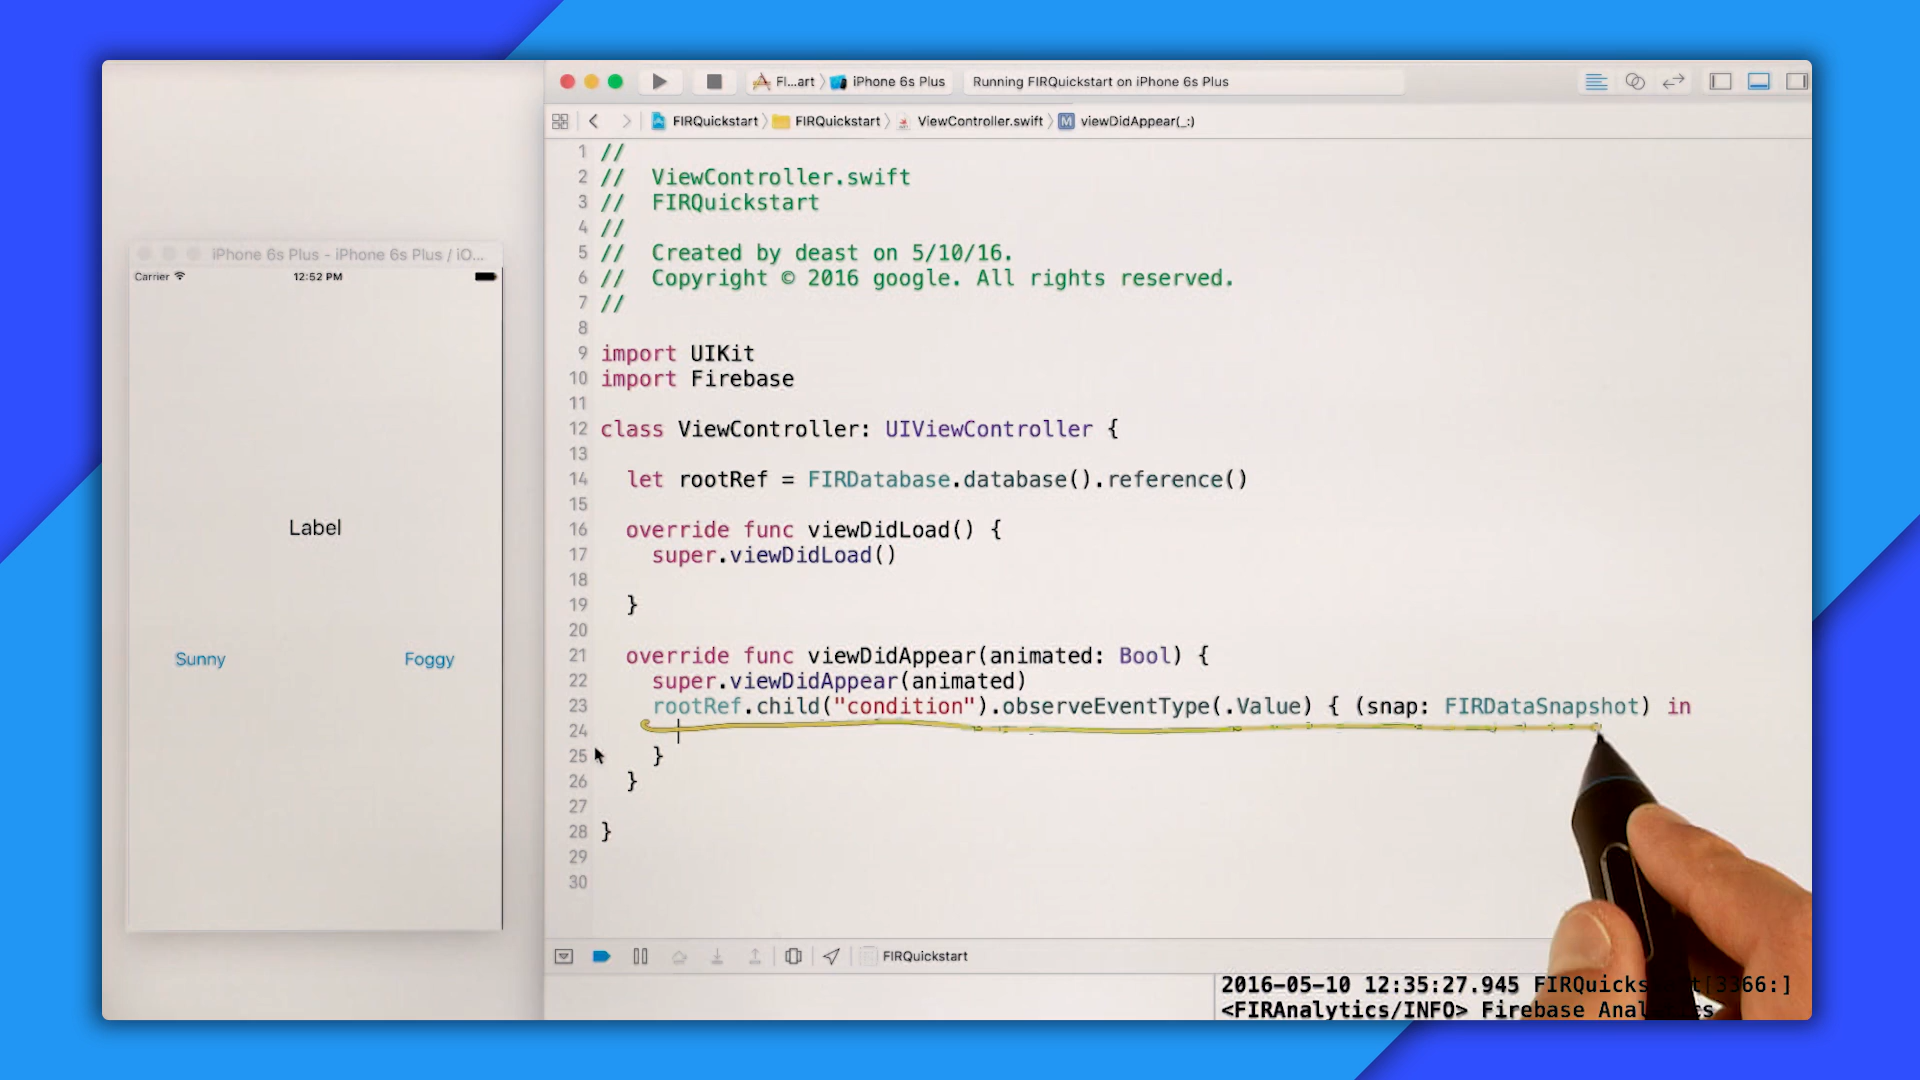 FI...art
iPhone 6s Plus
Running FIRQuickstart on iPhone 6s Plus
FIRQuickstart
FIRQuickstart
ViewController.swift
M
viewDidAppear(_:)
iPhone 6s Plus - iPhone 6s Plus / iO...
Carrier
12:52 PM
Label
Sunny
Foggy
1 //
2 //  ViewController.swift
3 //  FIRQuickstart
4 //
5 //  Created by deast on 5/10/16.
6 //  Copyright © 2016 google. All rights reserved.
7 //
8
9 import UIKit
10 import Firebase
11
12 class ViewController: UIViewController {
13
14   let rootRef = FIRDatabase.database().reference()
15
16   override func viewDidLoad() {
17     super.viewDidLoad()
18
19   }
20
21   override func viewDidAppear(animated: Bool) {
22     super.viewDidAppear(animated)
23     rootRef.child("condition").observeEventType(.Value) { (snap: FIRDataSnapshot) in
24
25     }
26   }
27
28 }
29
30
FIRQuickstart
2016-05-10 12:35:27.945 [3366:]
<FIRAnalytics/INFO> Firebase